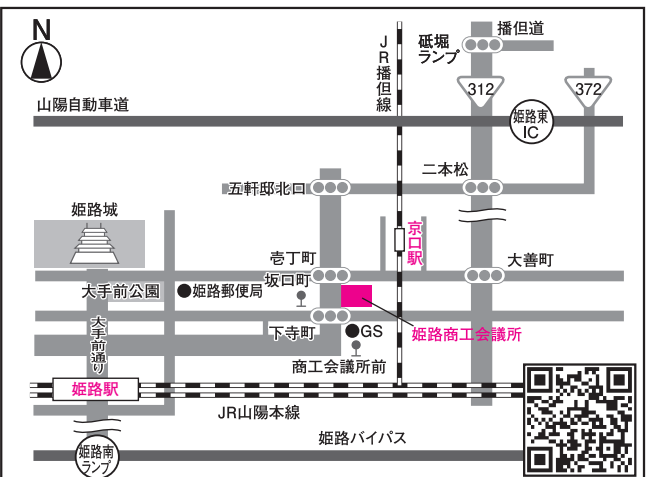 N
JR播但線
砥堀
ランプ
播但道
312
372
山陽自動車道
姫路東
IC
二本松
五軒邸北口
姫路城
京口駅
壱丁町
大善町
坂口町
大手前公園
姫路郵便局
大手前通り
下寺町
GS
姫路商工会議所
商工会議所前
姫路駅
JR山陽本線
姫路バイパス
姫路南
ランプ